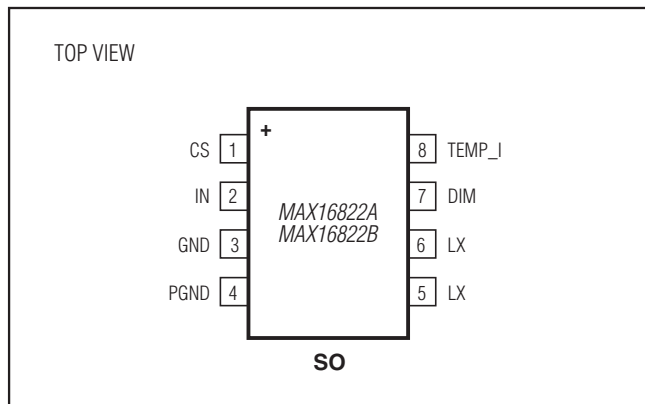 TOP VIEW
+
CS 1
8 TEMP_I
IN 2
7 DIM
MAX16822A
MAX16822B
GND 3
6 LX
PGND 4
5 LX
SO